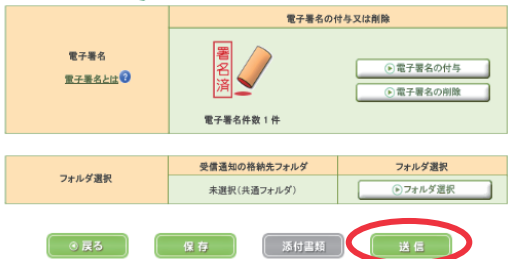 電子署名の付与又は削除
電子署名
電子署名とは?
署名済
電子署名の付与
電子署名の削除
電子署名件数 1 件
フォルダ選択
受信通知の格納先フォルダ
フォルダ選択
未選択(共通フォルダ)
フォルダ選択
戻る
保存
添付書類
送信